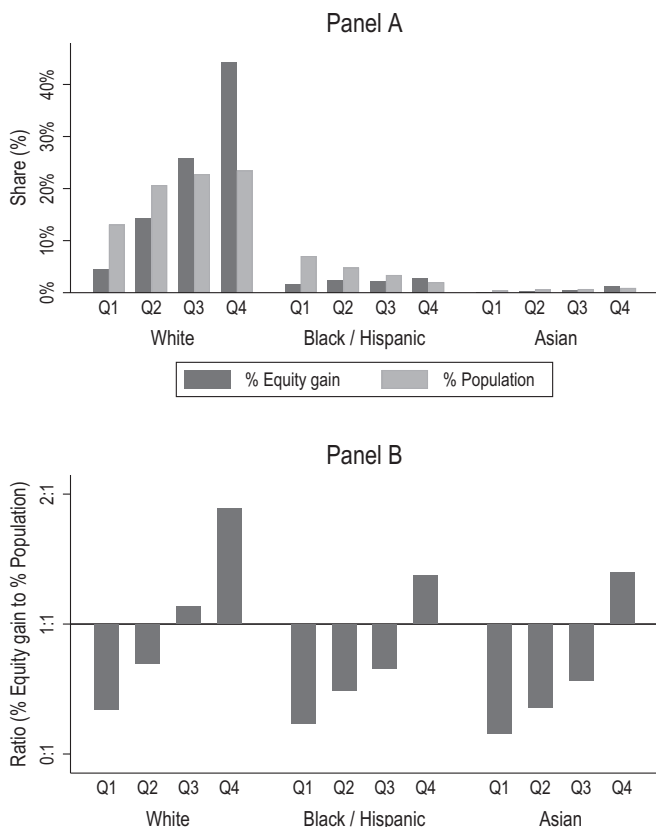 Panel A
Share (%)
40%
30%
20%
10%
0%
Q1 Q2 Q3 Q4 Q1 Q2 Q3 Q4 Q1 Q2 Q3 Q4
White Black / Hispanic Asian
% Equity gain % Population
Panel B
Ratio (% Equity gain to % Population)
2:1
1:1
0:1
Q1 Q2 Q3 Q4 Q1 Q2 Q3 Q4 Q1 Q2 Q3 Q4
White Black / Hispanic Asian